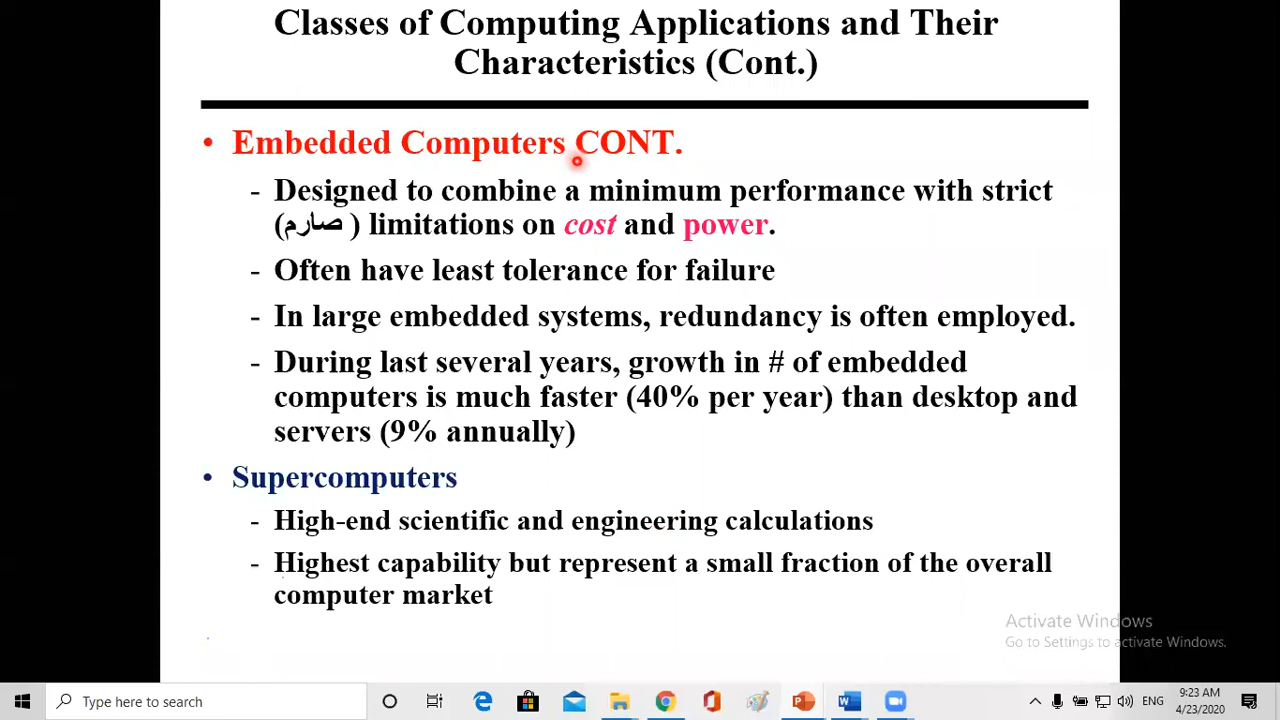 Classes of Computing Applications and Their
Characteristics (Cont.)
• Embedded Computers CONT.
- Designed to combine a minimum performance with strict
(صارم ) limitations on cost and power.
- Often have least tolerance for failure
- In large embedded systems, redundancy is often employed.
- During last several years, growth in # of embedded
computers is much faster (40% per year) than desktop and
servers (9% annually)
• Supercomputers
- High-end scientific and engineering calculations
- Highest capability but represent a small fraction of the overall
computer market
Activate Windows
Go to Settings to activate Windows.
Type here to search
ENG
9:23 AM
4/23/2020